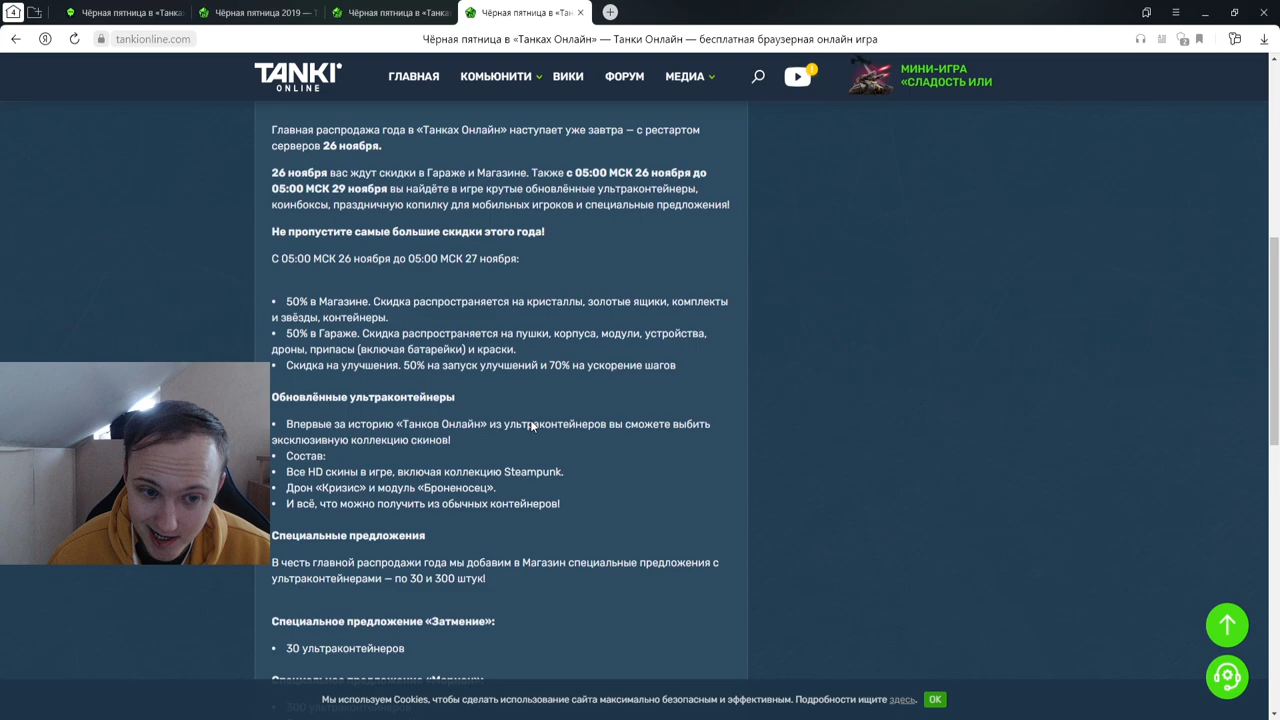 4
Чёрная пятница в «Танка
Чёрная пятница 2019 — Т
Чёрная пятница в «Танка
Чёрная пятница в «Тан
tankionline.com
Чёрная пятница в «Танках Онлайн» — Танки Онлайн — бесплатная браузерная онлайн игра
2
TANKI
ONLINE
ГЛАВНАЯ
КОМЬЮНИТИ
ВИКИ
ФОРУМ
МЕДИА
МИНИ-ИГРА
«СЛАДОСТЬ ИЛИ
Главная распродажа года в «Танках Онлайн» наступает уже завтра — с рестартом
серверов 26 ноября.
26 ноября вас ждут скидки в Гараже и Магазине. Также с 05:00 МСК 26 ноября до
05:00 МСК 29 ноября вы найдёте в игре крутые обновлённые ультраконтейнеры,
коинбоксы, праздничную копилку для мобильных игроков и специальные предложения!
Не пропустите самые большие скидки этого года!
С 05:00 МСК 26 ноября до 05:00 МСК 27 ноября:
• 50% в Магазине. Скидка распространяется на кристаллы, золотые ящики, комплекты
и звёзды, контейнеры.
• 50% в Гараже. Скидка распространяется на пушки, корпуса, модули, устройства,
дроны, припасы (включая батарейки) и краски.
• Скидка на улучшения. 50% на запуск улучшений и 70% на ускорение шагов
Обновлённые ультраконтейнеры
• Впервые за историю «Танков Онлайн» из ультраконтейнеров вы сможете выбить
эксклюзивную коллекцию скинов!
• Состав:
• Все HD скины в игре, включая коллекцию Steampunk.
• Дрон «Кризис» и модуль «Броненосец».
• И всё, что можно получить из обычных контейнеров!
Специальные предложения
В честь главной распродажи года мы добавим в Магазин специальные предложения с
ультраконтейнерами — по 30 и 300 штук!
Специальное предложение «Затмение»:
• 30 ультраконтейнеров
Мы используем Cookies, чтобы сделать использование сайта максимально безопасным и эффективным. Подробности ищите здесь.
OK
300 ультраконтейнеров